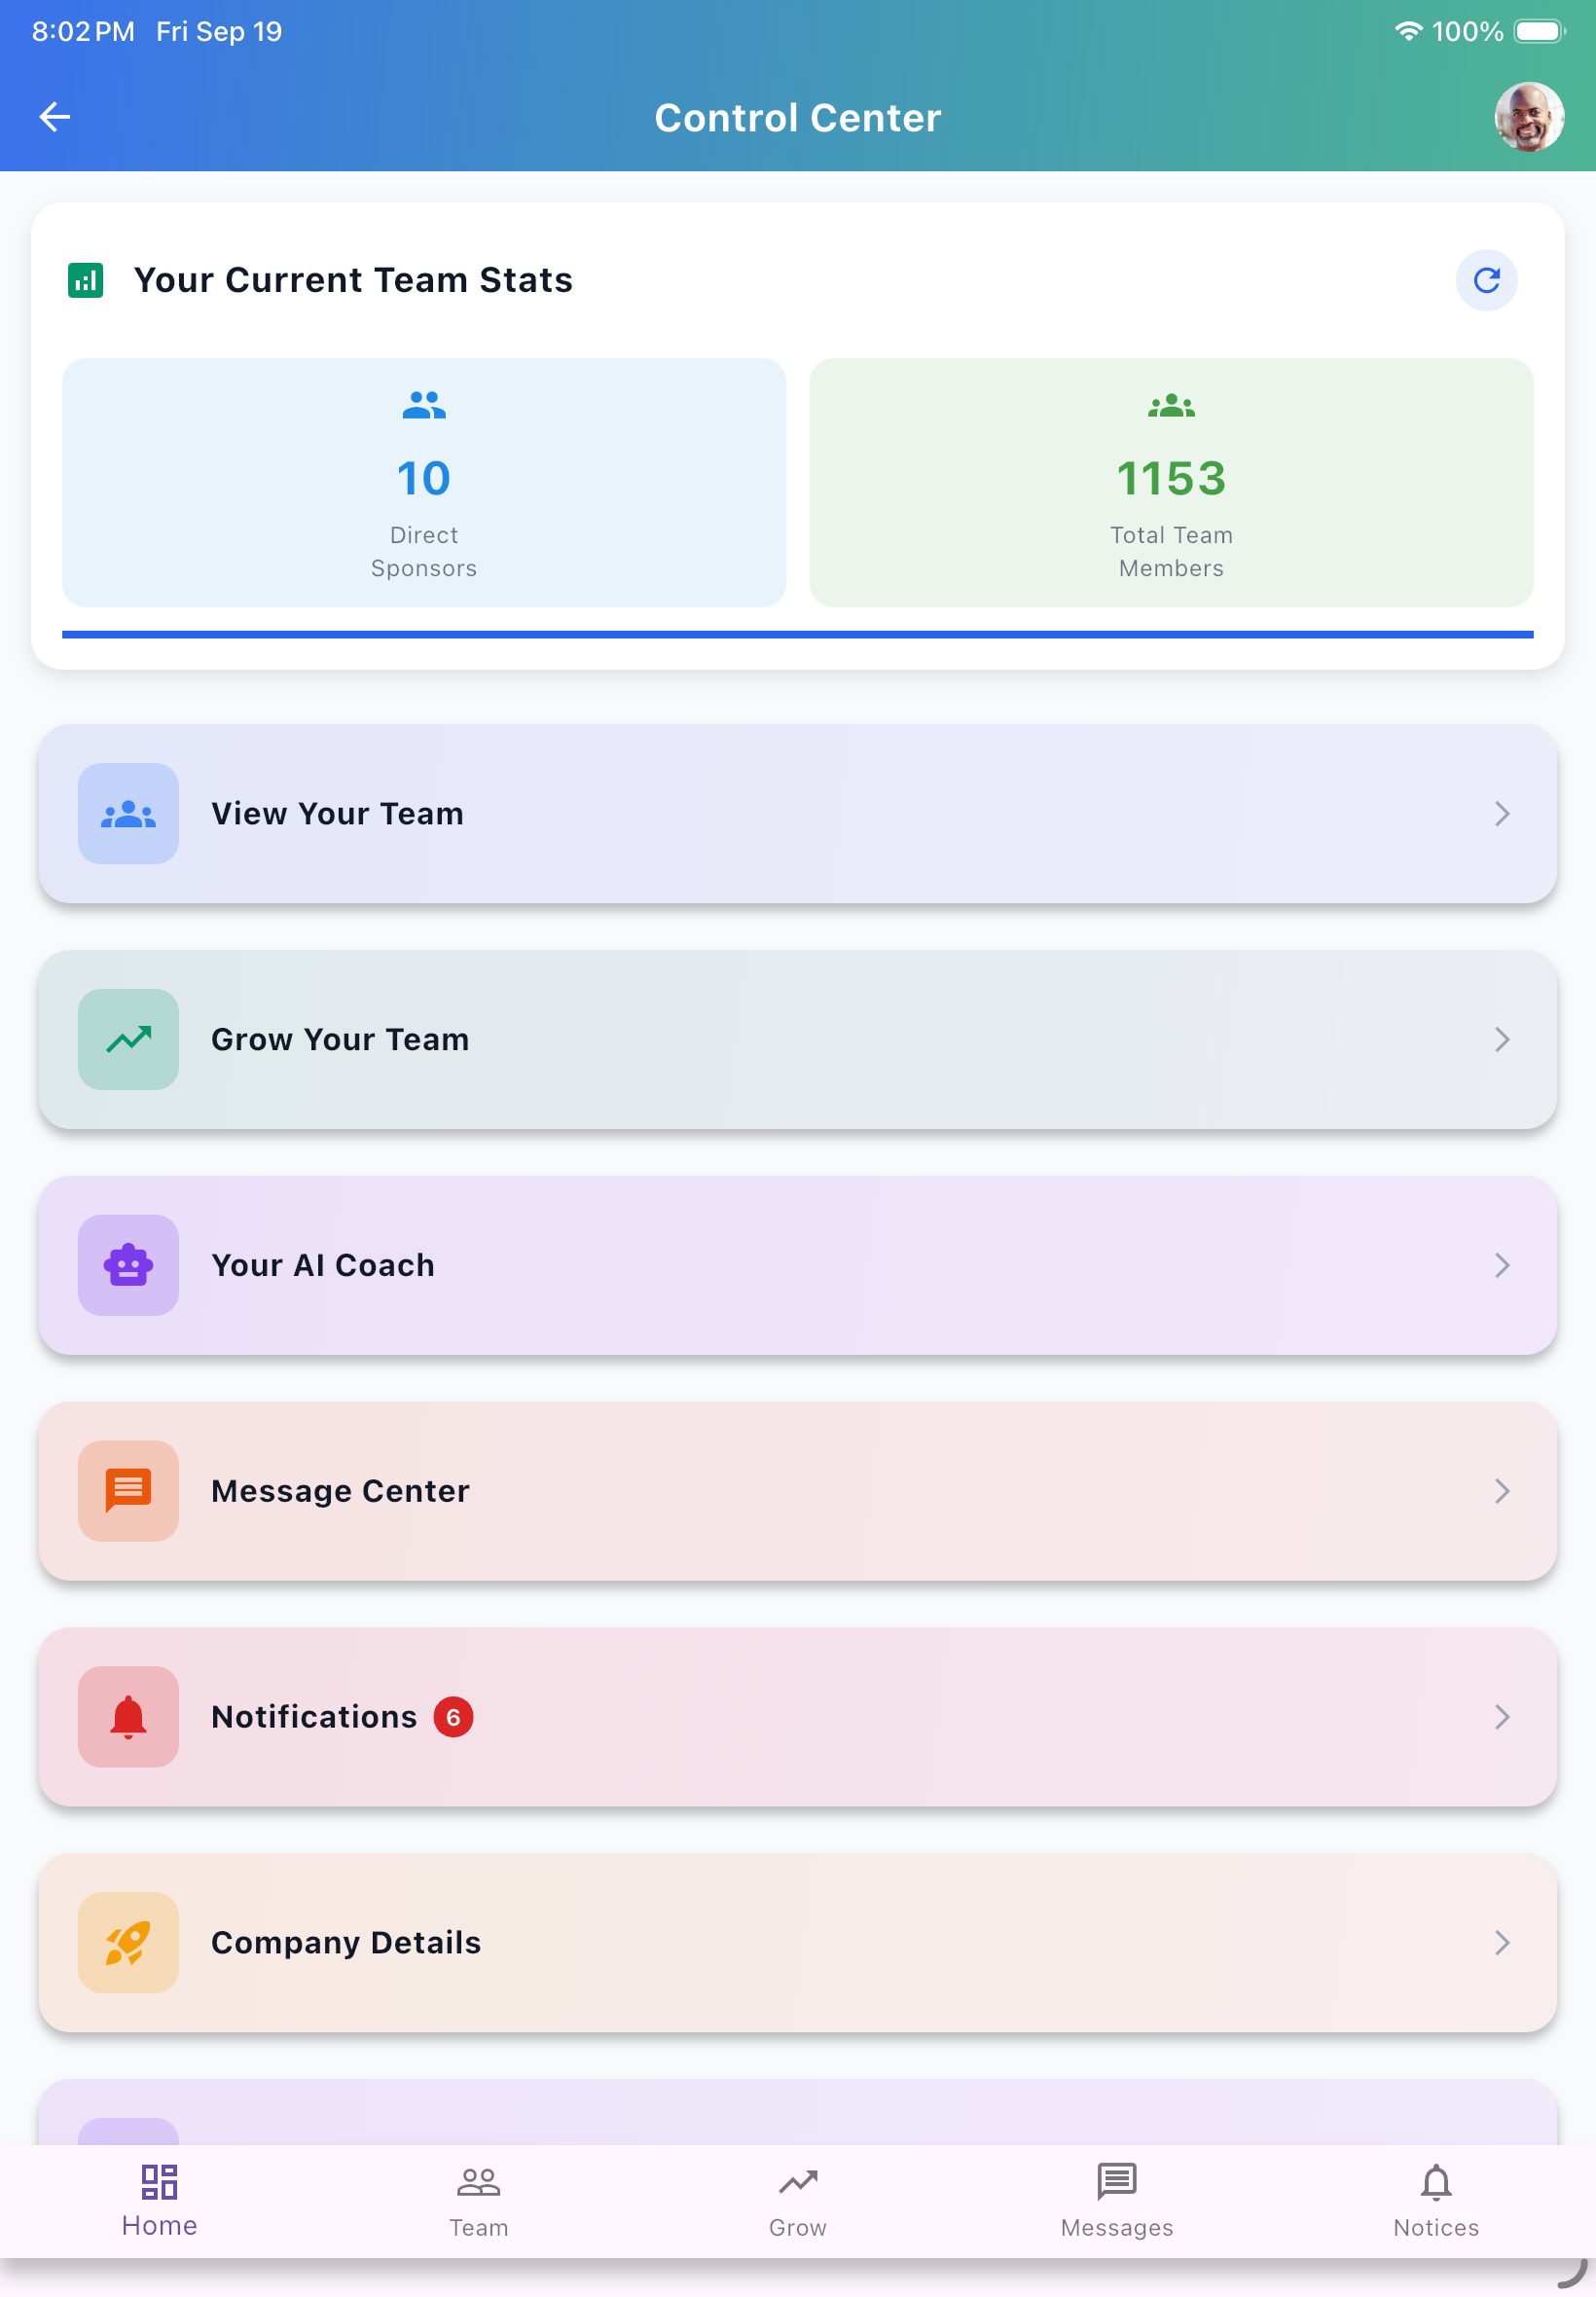 8:02 PM Fri Sep 19
100%
Control Center
Your Current Team Stats
10
Direct
Sponsors
1153
Total Team
Members
View Your Team
Grow Your Team
Your AI Coach
Message Center
Notifications 6
Company Details
Home
Team
Grow
Messages
Notices